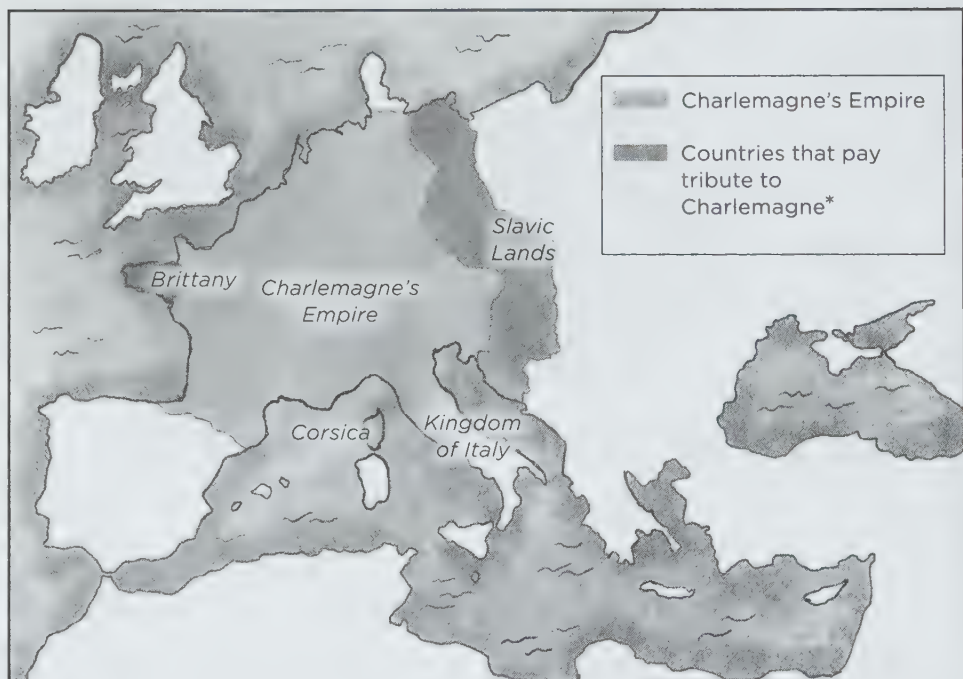 Charlemagne's Empire
Countries that pay
tribute to
Charlemagne*
Slavic
Lands
Brittany
Charlemagne's
Empire
Corsica
Kingdom
of Italy